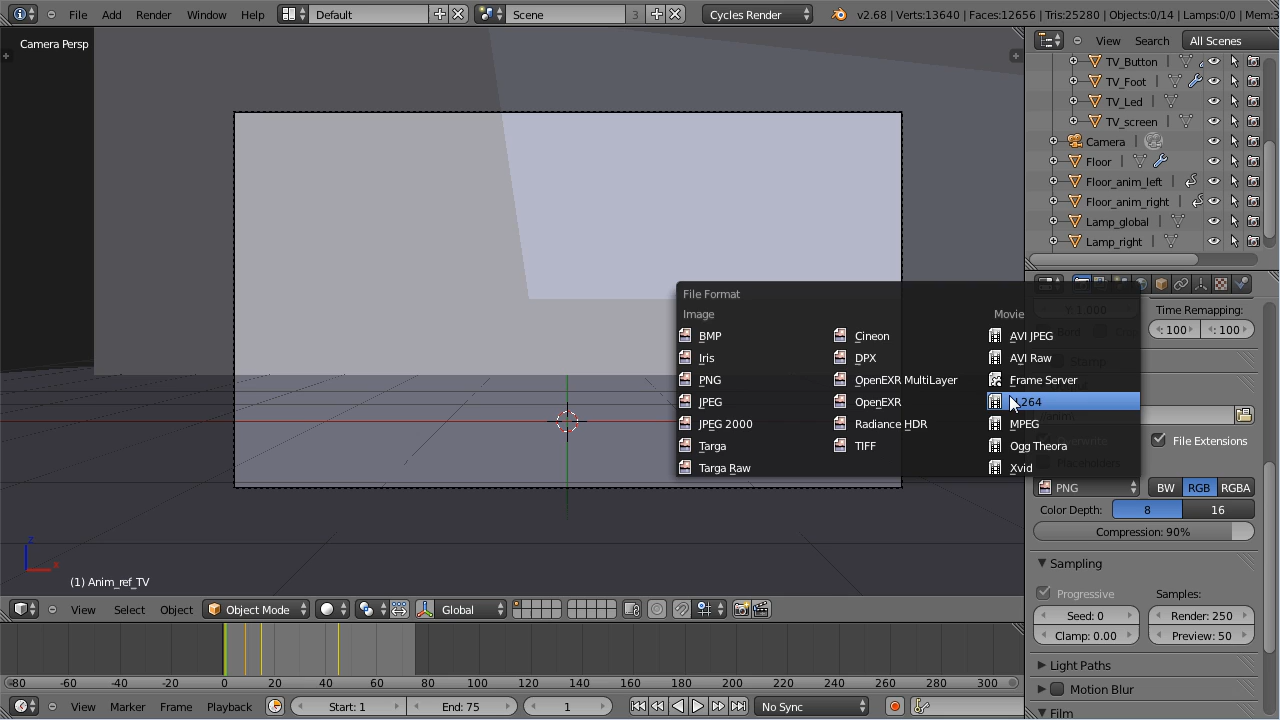 File Add Render Window Help Default Scene 3 Cycles Render v2.68 | Verts:13640 | Faces:12656 | Tris:25280 | Objects:0/14 | Lamps:0/0 | Mem:3
Camera Persp
View Search All Scenes
TV_Button
TV_Foot
TV_Led
TV_screen
Camera
Floor
Floor_anim_left
Floor_anim_right
Lamp_global
Lamp_right
File Format
Image Movie
BMP Cineon AVI JPEG
Iris DPX AVI Raw
PNG OpenEXR MultiLayer Frame Server
JPEG OpenEXR .264
JPEG 2000 Radiance HDR MPEG
Targa TIFF Ogg Theora
Targa Raw Xvid
Y: 1.000 Time Remapping:
: 100 : 100
Stamp
File Extensions
Placeholders
PNG BW RGB RGBA
Color Depth: 8 16
Compression: 90%
Sampling
Progressive Samples:
Seed: 0 Render: 250
Clamp: 0.00 Preview: 50
Light Paths
Motion Blur
Film
z
x
(1) Anim_ref_TV
View Select Object Object Mode Global
-80 -60 -40 -20 0 20 40 60 80 100 120 140 160 180 200 220 240 260 280 300
View Marker Frame Playback Start: 1 End: 75 1 No Sync